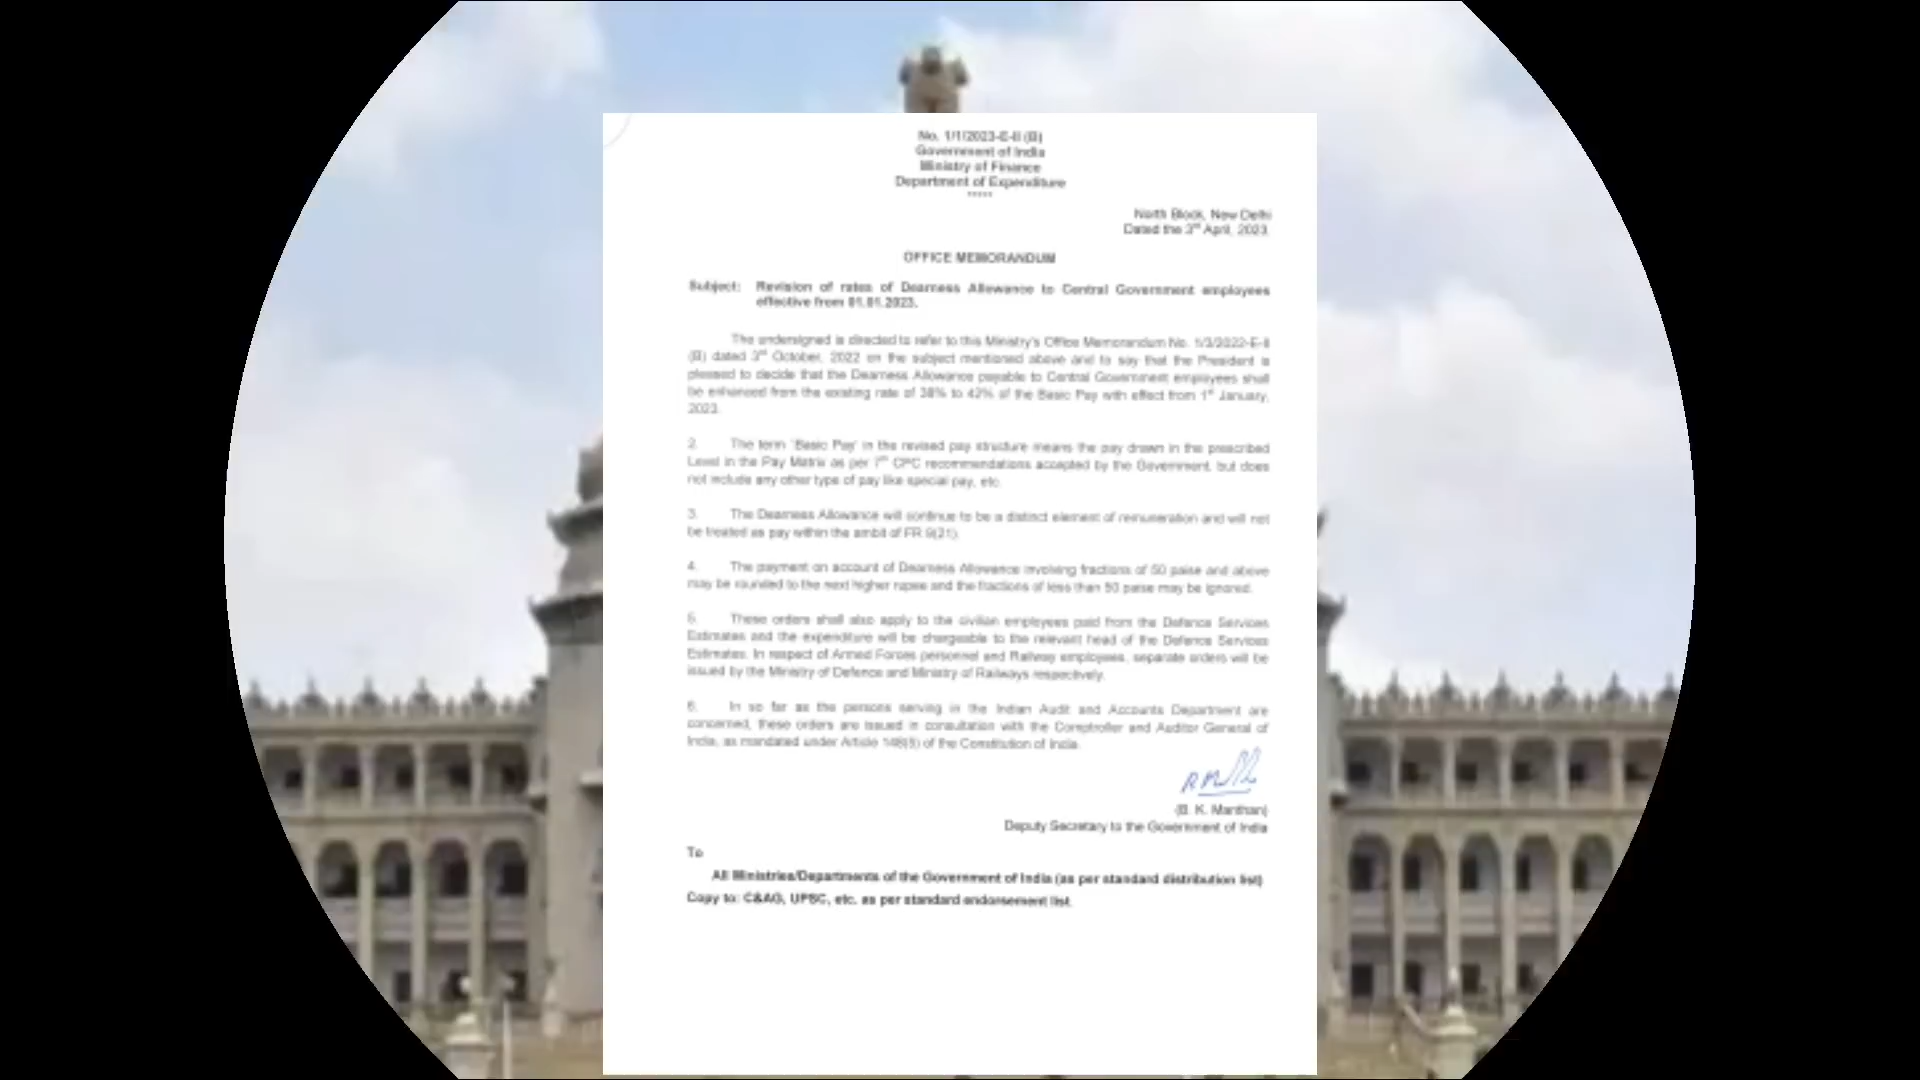 No. 1/1/2023-E-II (B)
Government of India
Ministry of Finance
Department of Expenditure
*****
North Block, New Delhi
Dated the 3rd April, 2023.
OFFICE MEMORANDUM
Subject: Revision of rates of Dearness Allowance to Central Government employees
effective from 01.01.2023.
The undersigned is directed to refer to this Ministry's Office Memorandum No. 1/3/2022-E-II
(B) dated 3rd October, 2022 on the subject mentioned above and to say that the President is
pleased to decide that the Dearness Allowance payable to Central Government employees shall
be enhanced from the existing rate of 38% to 42% of the Basic Pay with effect from 1st January,
2023.
2. The term 'Basic Pay' in the revised pay structure means the pay drawn in the prescribed
Level in the Pay Matrix as per 7th CPC recommendations accepted by the Government, but does
not include any other type of pay like special pay, etc.
3. The Dearness Allowance will continue to be a distinct element of remuneration and will not
be treated as pay within the ambit of FR 9(21).
4. The payment on account of Dearness Allowance involving fractions of 50 paise and above
may be rounded to the next higher rupee and the fractions of less than 50 paise may be ignored.
5. These orders shall also apply to the civilian employees paid from the Defence Services
Estimates and the expenditure will be chargeable to the relevant head of the Defence Services
Estimates. In respect of Armed Forces personnel and Railway employees, separate orders will be
issued by the Ministry of Defence and Ministry of Railways respectively.
6. In so far as the persons serving in the Indian Audit and Accounts Department are
concerned, these orders are issued in consultation with the Comptroller and Auditor General of
India, as mandated under Article 148(5) of the Constitution of India.
(B. K. Manthan)
Deputy Secretary to the Government of India
To
All Ministries/Departments of the Government of India (as per standard distribution list)
Copy to: C&AG, UPSC, etc. as per standard endorsement list.